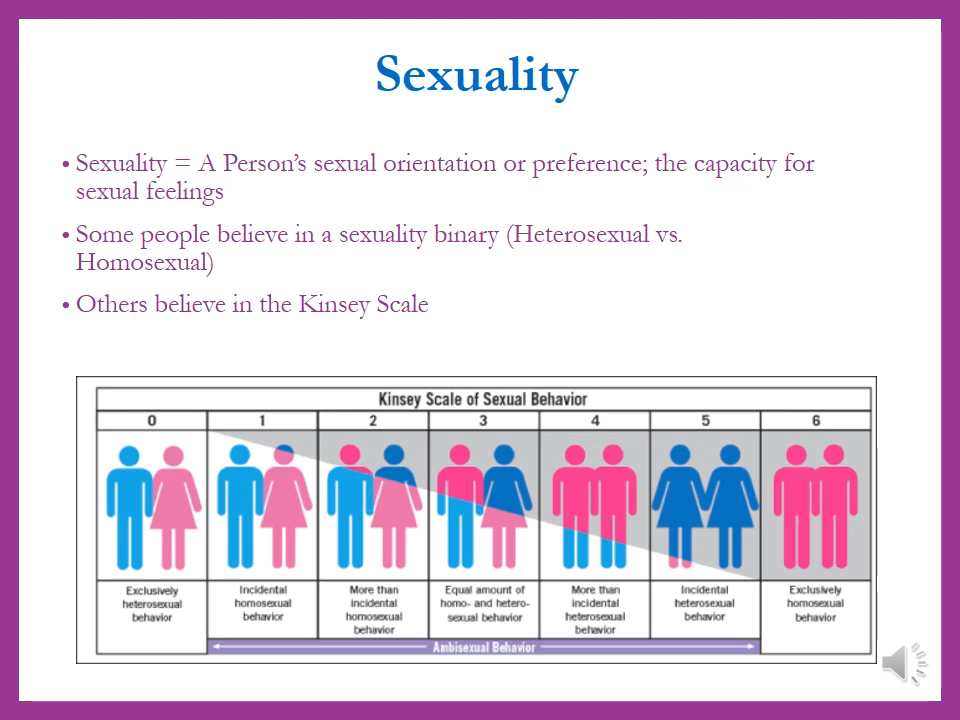 Sexuality
• Sexuality = A Person's sexual orientation or preference; the capacity for
sexual feelings
• Some people believe in a sexuality binary (Heterosexual vs.
Homosexual)
• Others believe in the Kinsey Scale
Kinsey Scale of Sexual Behavior
0 1 2 3 4 5 6
Exclusively
heterosexual
behavior
Incidental
homosexual
behavior
More than
incidental
homosexual
behavior
Equal amount of
homo- and hetero-
sexual behavior
More than
incidental
heterosexual
behavior
Incidental
heterosexual
behavior
Exclusively
homosexual
behavior
Ambisexual Behavior